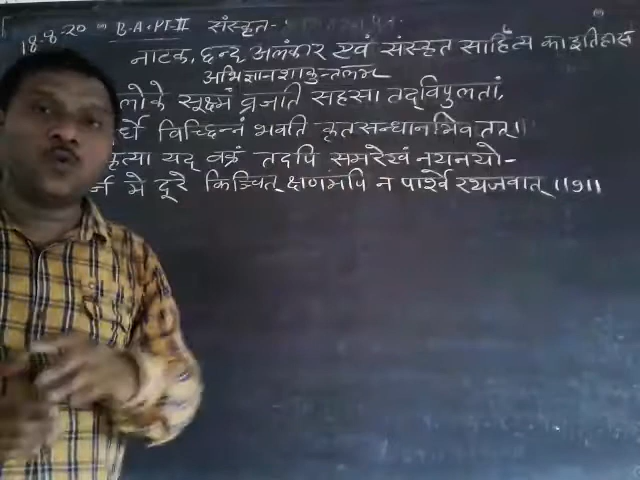 18-8-20 B.A. PT-II संस्कृत-
नाटक, छन्द अलंकार एवं संस्कृत साहित्य का इतिहास
अभिज्ञानशाकुन्तलम्
लोके सूक्ष्मं व्रजति सहसा तद्विपुलतां,
र्धे विच्छिन्नं भवति कृतसन्धानमिव तत्।
कृत्या यद् वक्रं तदपि समरेखं नयनयो-
र्न मे दूरे किञ्चित् क्षणमपि न पार्श्वे रथजवात् ।।9।।